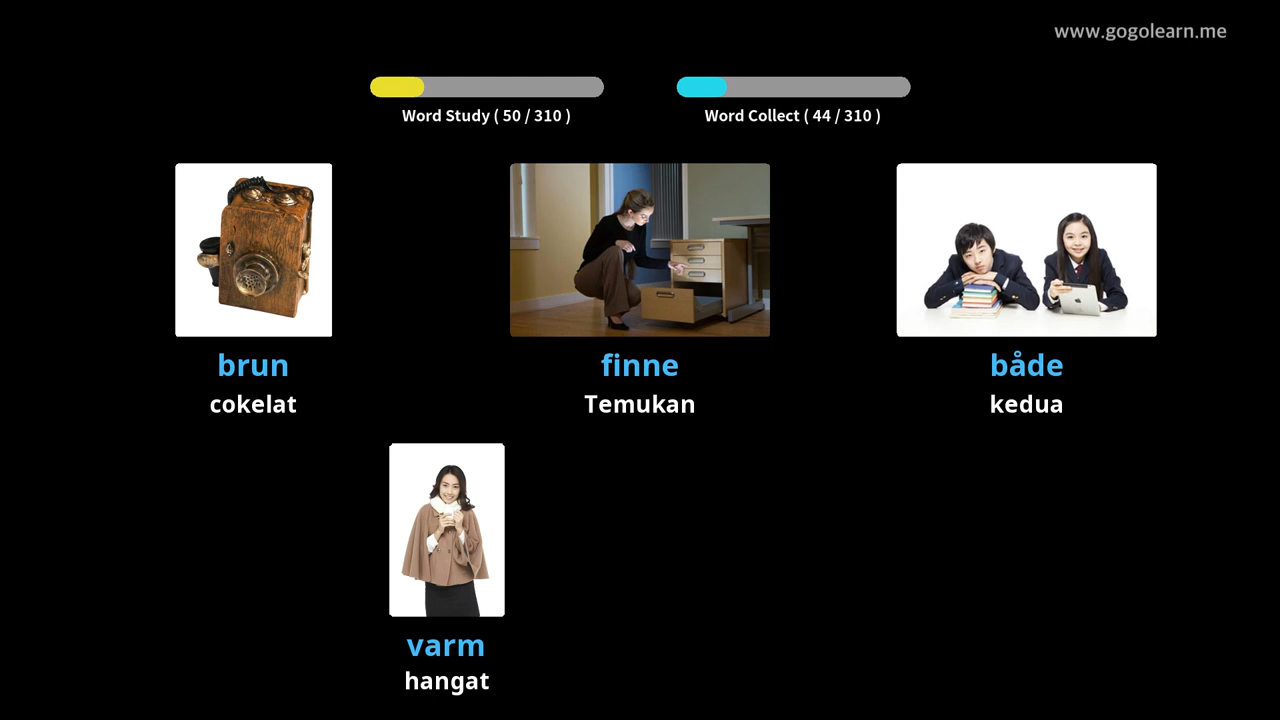 www.gogolearn.me
Word Study ( 50 / 310 )
Word Collect ( 44 / 310 )
brun
cokelat
finne
Temukan
både
kedua
varm
hangat